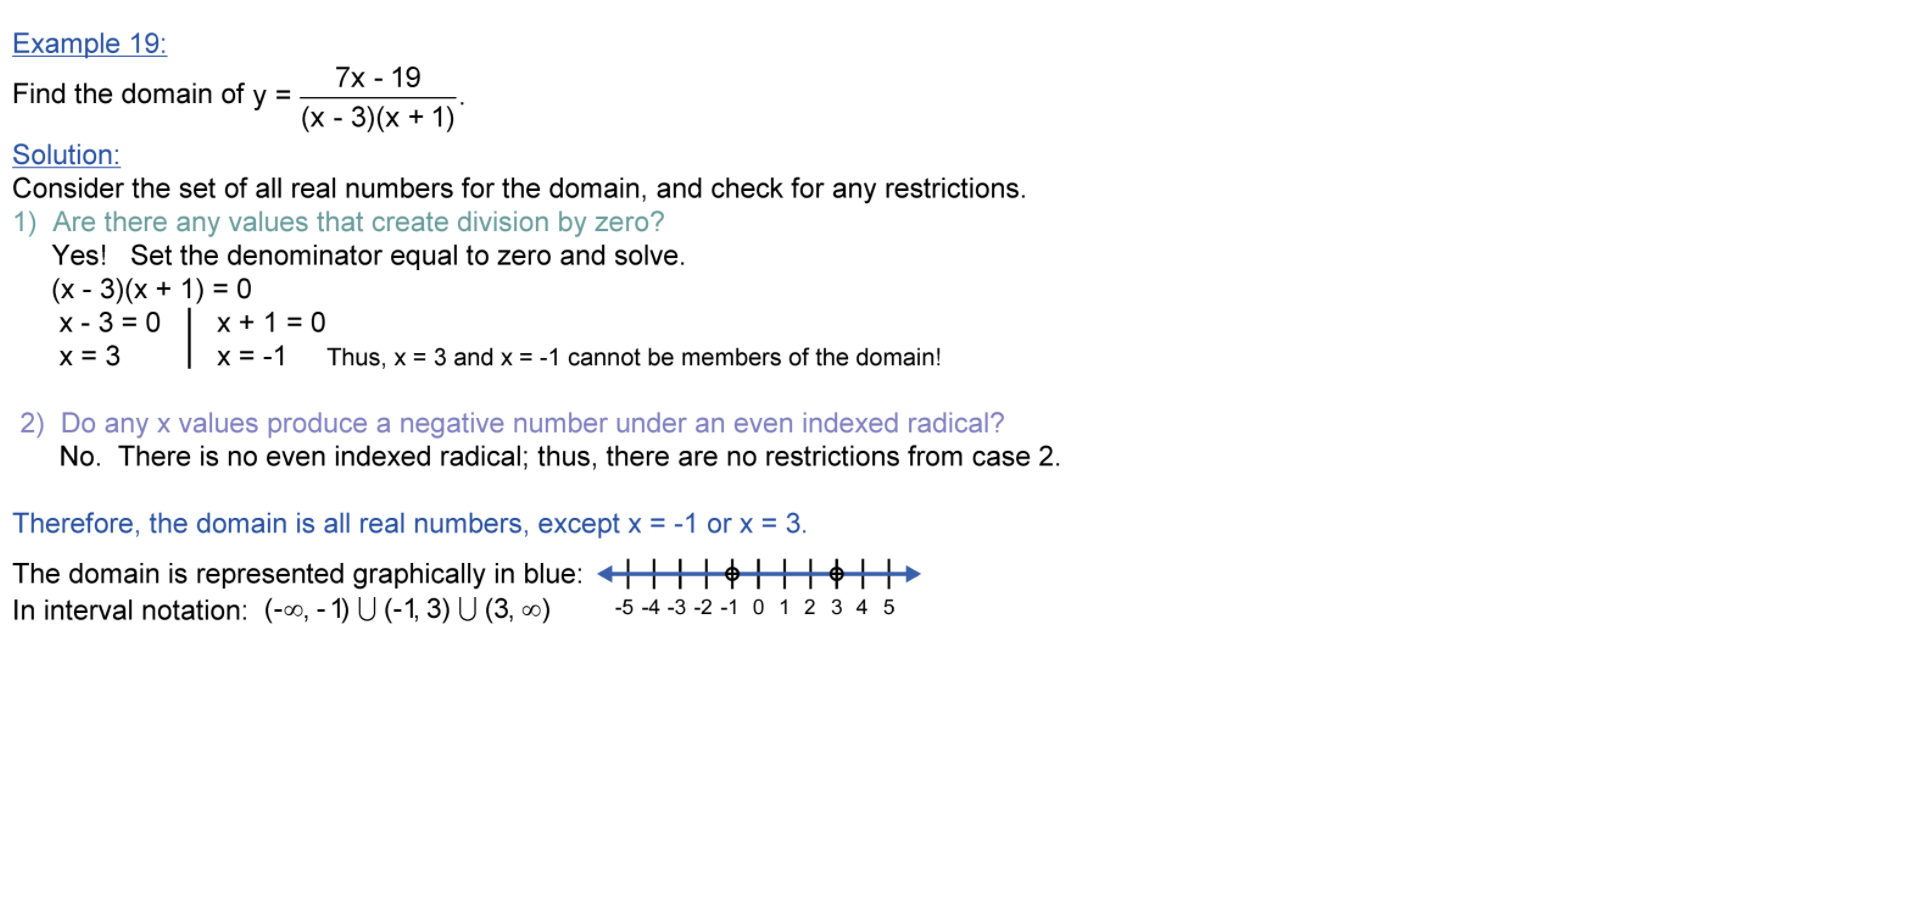 Example 19:
Find the domain of y = 7x - 19 / (x - 3)(x + 1).
Solution:
Consider the set of all real numbers for the domain, and check for any restrictions.
1) Are there any values that create division by zero?
Yes! Set the denominator equal to zero and solve.
(x - 3)(x + 1) = 0
x - 3 = 0 | x + 1 = 0
x = 3 | x = -1 Thus, x = 3 and x = -1 cannot be members of the domain!
2) Do any x values produce a negative number under an even indexed radical?
No. There is no even indexed radical; thus, there are no restrictions from case 2.
Therefore, the domain is all real numbers, except x = -1 or x = 3.
The domain is represented graphically in blue:
In interval notation: (-∞, - 1) ∪ (-1, 3) ∪ (3, ∞)
-5 -4 -3 -2 -1 0 1 2 3 4 5